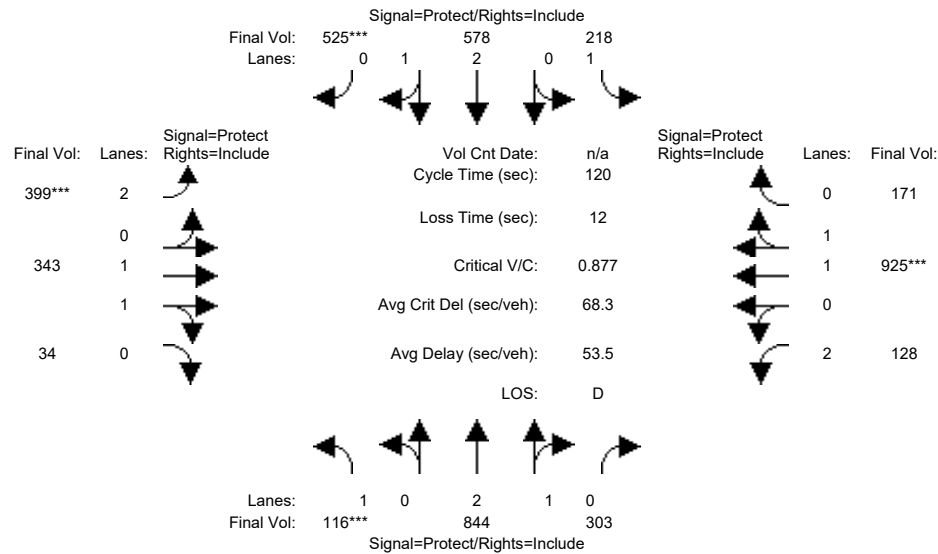 Signal=Protect/Rights=Include
Final Vol: 525*** 578 218
Lanes: 0 1 2 0 1
Signal=Protect
Final Vol: Lanes: Rights=Include
Vol Cnt Date: n/a
Signal=Protect
Rights=Include Lanes: Final Vol:
Cycle Time (sec): 120
399*** 2
0 171
Loss Time (sec): 12
0
1
343 1
Critical V/C: 0.877
1 925***
1
Avg Crit Del (sec/veh): 68.3
0
34 0
Avg Delay (sec/veh): 53.5
2 128
LOS: D
Lanes: 1 0 2 1 0
Final Vol: 116*** 844 303
Signal=Protect/Rights=Include